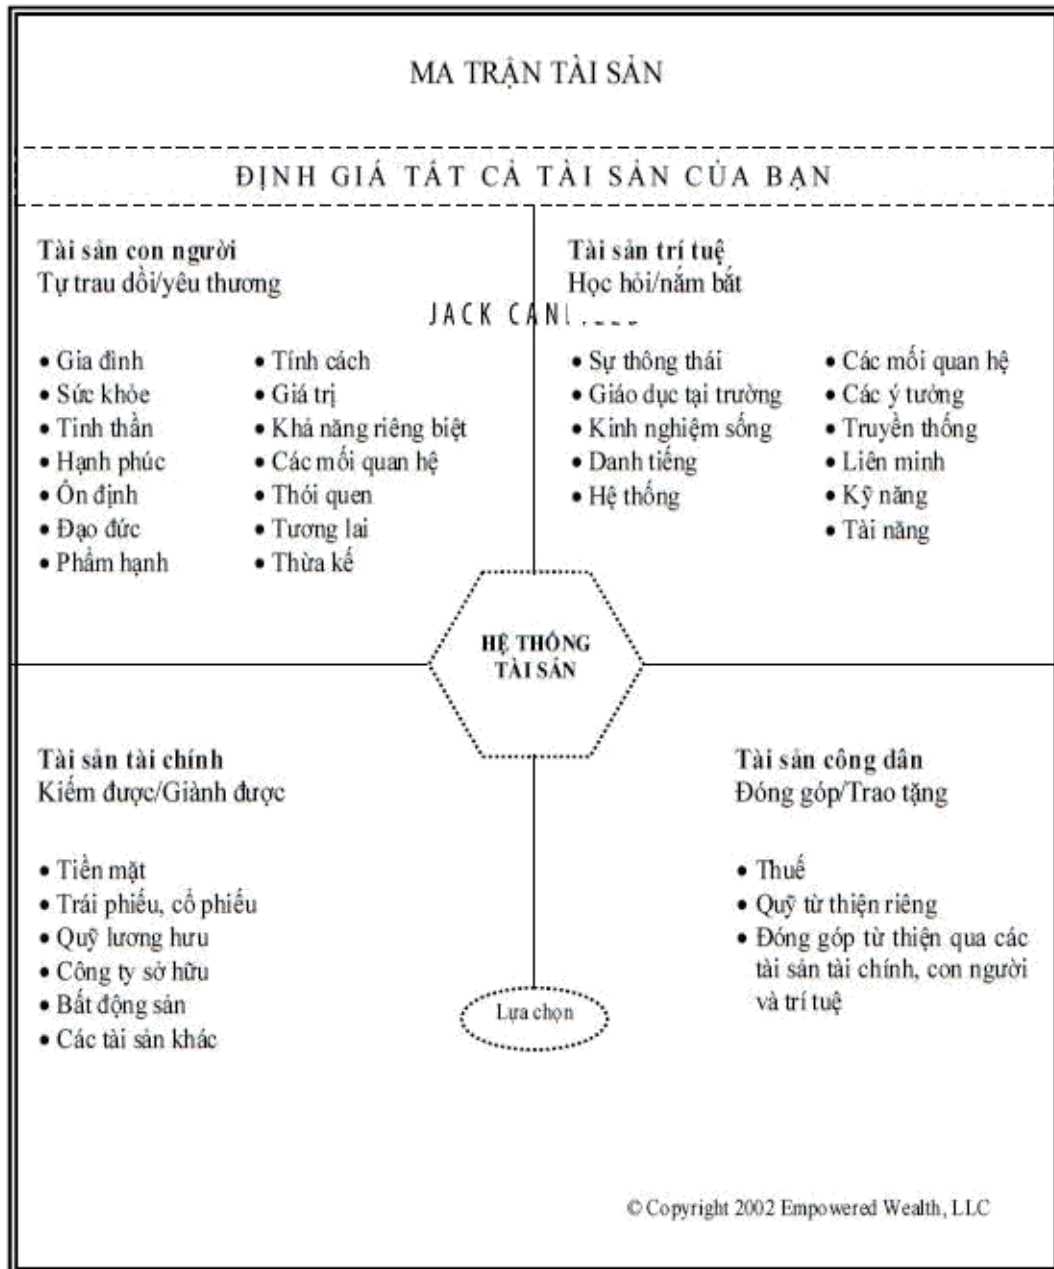 MA TRẬN TÀI SẢN
ĐỊNH GIÁ TẤT CẢ TÀI SẢN CỦA BẠN
Tài sản con người
Tự trau dồi/yêu thương
• Gia đình
• Sức khỏe
• Tinh thần
• Hạnh phúc
• Ổn định
• Đạo đức
• Phẩm hạnh
• Tính cách
• Giá trị
• Khả năng riêng biệt
• Các mối quan hệ
• Thói quen
• Tương lai
• Thừa kế
Tài sản trí tuệ
Học hỏi/nắm bắt
JACK
• Sự thông thái
• Giáo dục tại trường
• Kinh nghiệm sống
• Danh tiếng
• Hệ thống
• Các mối quan hệ
• Các ý tưởng
• Truyền thống
• Liên minh
• Kỹ năng
• Tài năng
HỆ THỐNG
TÀI SẢN
Tài sản tài chính
Kiếm được/Giành được
• Tiền mặt
• Trái phiếu, cổ phiếu
• Quỹ lương hưu
• Công ty sở hữu
• Bất động sản
• Các tài sản khác
Tài sản công dân
Đóng góp/Trao tặng
• Thuế
• Quỹ từ thiện riêng
• Đóng góp từ thiện qua các
tài sản tài chính, con người
và trí tuệ
Lựa chọn
© Copyright 2002 Empowered Wealth, LLC